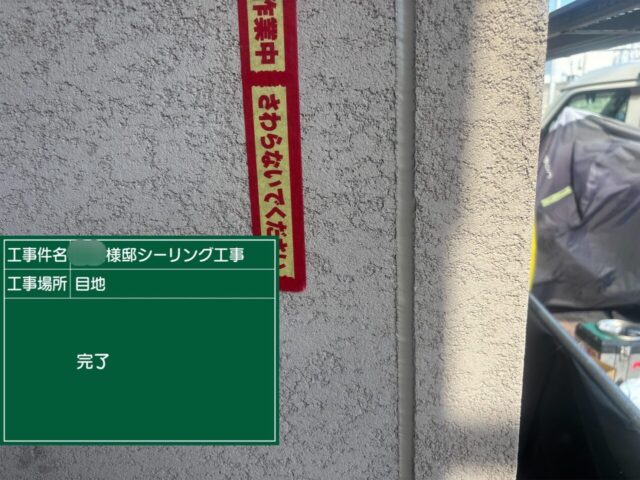 作業中
さわらないでください
工事件名 様邸シーリング工事
工事場所 目地
完了